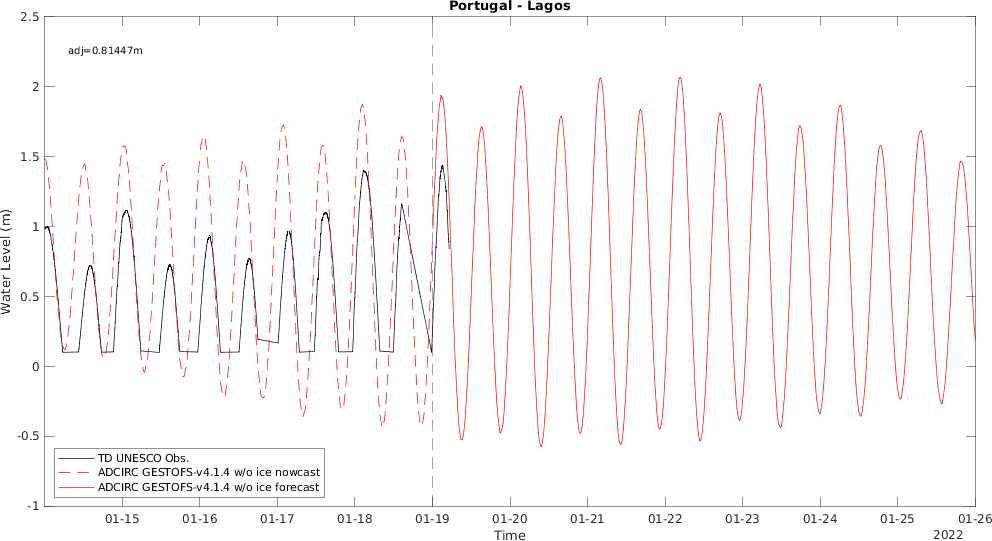 Portugal - Lagos
2.5
adj=0.81447m
2
1.5
1
0.5
0
-0.5
-1
Water Level (m)
TD UNESCO Obs.
ADCIRC GESTOFS-v4.1.4 w/o ice nowcast
ADCIRC GESTOFS-v4.1.4 w/o ice forecast
01-15 01-16 01-17 01-18 01-19 01-20 01-21 01-22 01-23 01-24 01-25 01-26
Time
2022